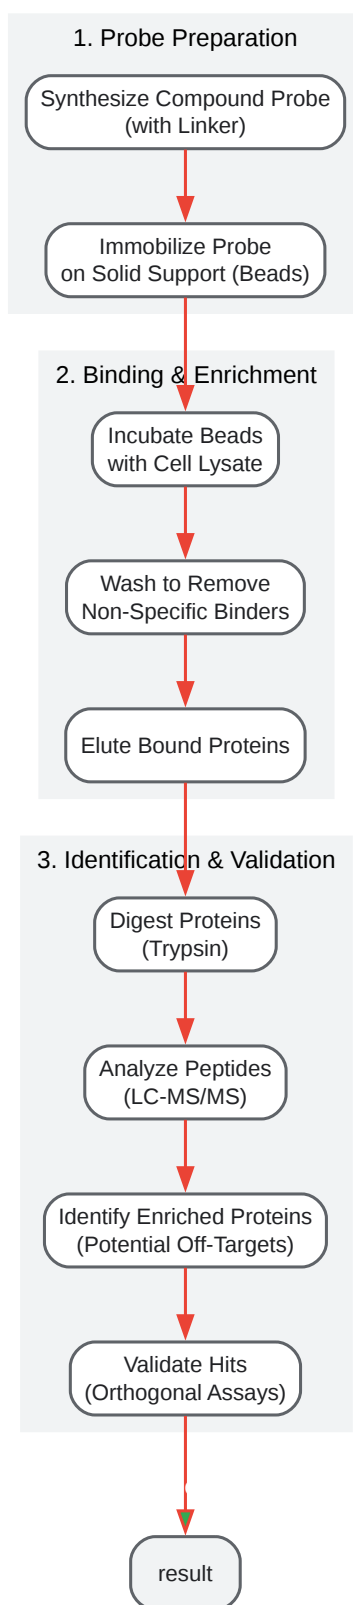 1. Probe Preparation
Synthesize Compound Probe
(with Linker)
Immobilize Probe
on Solid Support (Beads)
2. Binding & Enrichment
Incubate Beads
with Cell Lysate
Wash to Remove
Non-Specific Binders
Elute Bound Proteins
3. Identification & Validation
Digest Proteins
(Trypsin)
Analyze Peptides
(LC-MS/MS)
Identify Enriched Proteins
(Potential Off-Targets)
Validate Hits
(Orthogonal Assays)
result